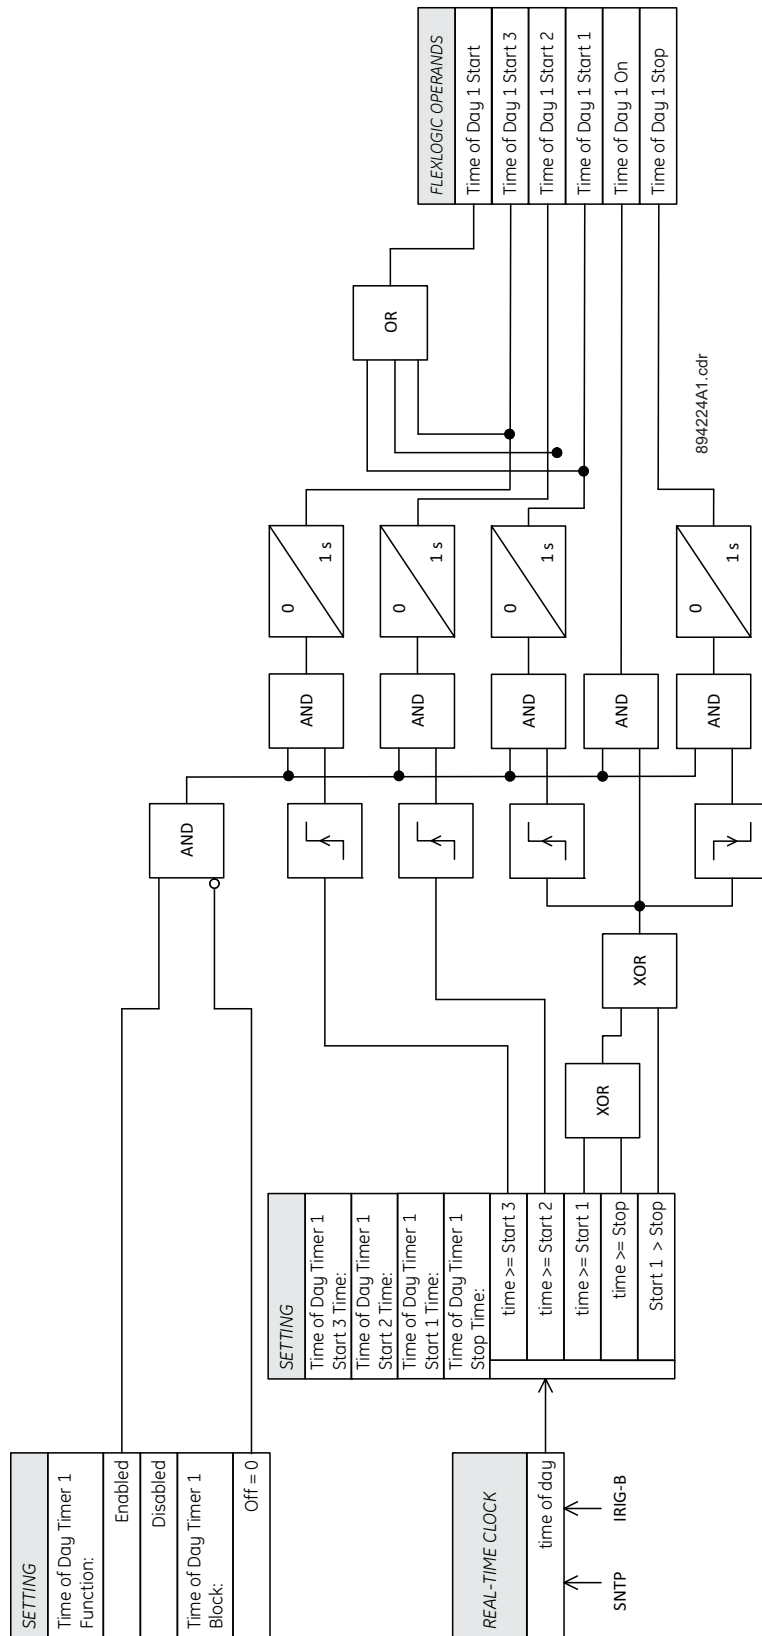 SETTING
Time of Day Timer 1
Function:
Enabled
Disabled
Time of Day Timer 1
Block:
Off = 0
REAL-TIME CLOCK
time of day
SNTP
IRIG-B
SETTING
Time of Day Timer 1
Start 3 Time:
Time of Day Timer 1
Start 2 Time:
Time of Day Timer 1
Start 1 Time:
Time of Day Timer 1
Stop Time:
time >= Start 3
time >= Start 2
time >= Start 1
time >= Stop
Start 1 > Stop
XOR
XOR
AND
AND
AND
AND
AND
AND
0
1 s
0
1 s
0
1 s
0
1 s
OR
FLEXLOGIC OPERANDS
Time of Day 1 Start
Time of Day 1 Start 3
Time of Day 1 Start 2
Time of Day 1 Start 1
Time of Day 1 On
Time of Day 1 Stop
894224A1.cdr